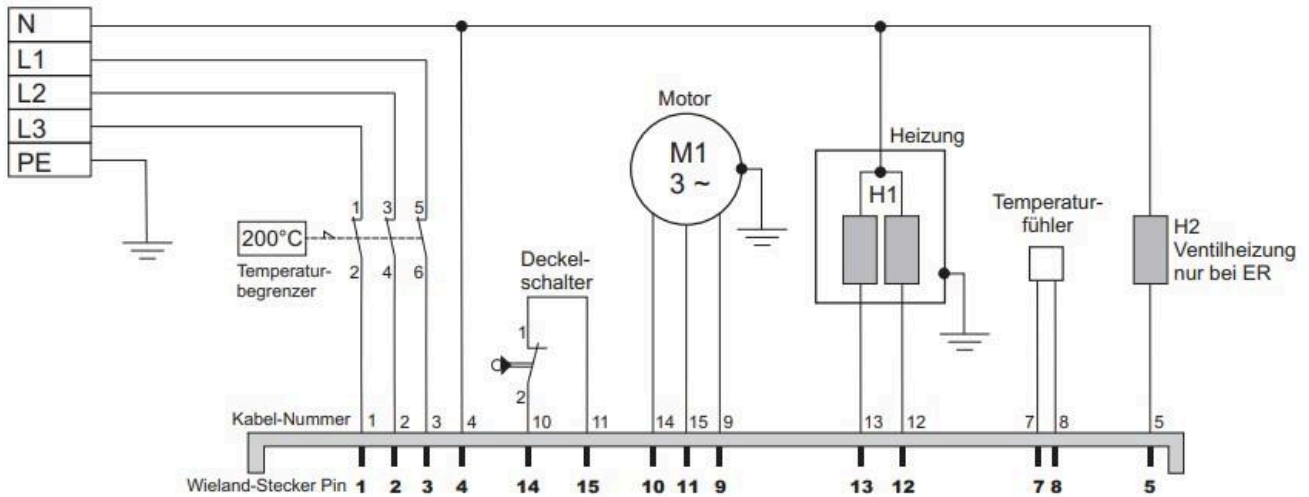 N
L1
L2
L3
PE
Motor
M1
3 ~
Heizung
H1
Temperatur-
fühler
H2
Ventilheizung
nur bei ER
1 3 5
200°C
Temperatur-
begrenzer
2 4 6
Deckel-
schalter
1
2
Kabel-Nummer 1 2 3 4 10 11 14 15 9 13 12 7 8 5
Wieland-Stecker Pin 1 2 3 4 14 15 10 11 9 13 12 7 8 5